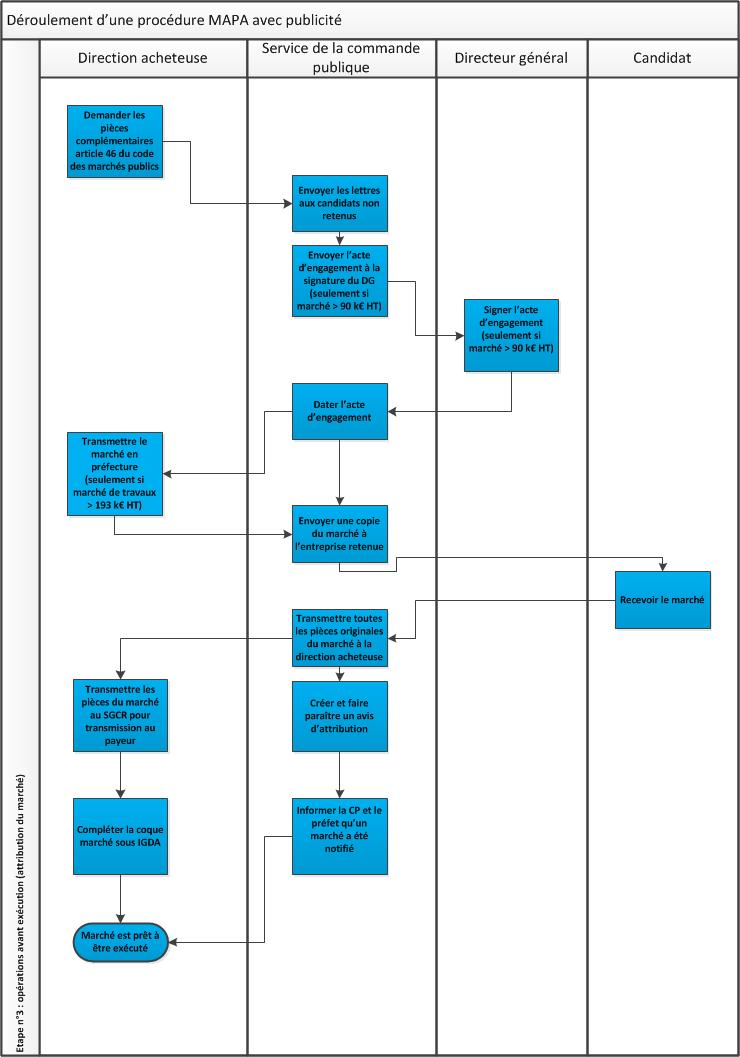 Déroulement d'une procédure MAPA avec publicité
Direction acheteuse
Service de la commande
publique
Directeur général
Candidat
Demander les
pièces
complémentaires
article 46 du code
des marchés publics
Envoyer les lettres
aux candidats non
retenus
Envoyer l'acte
d'engagement à la
signature du DG
(seulement si
marché > 90 k€ HT)
Signer l'acte
d'engagement
(seulement si
marché > 90 k€ HT)
Dater l'acte
d'engagement
Transmettre le
marché en
préfecture
(seulement si
marché de travaux
> 193 k€ HT)
Envoyer une copie
du marché à
l'entreprise retenue
Recevoir le marché
Transmettre toutes
les pièces originales
du marché à la
direction acheteuse
Transmettre les
pièces du marché
au SGCR pour
transmission au
payeur
Créer et faire
paraître un avis
d'attribution
Compléter la coque
marché sous IGDA
Informer la CP et le
préfet qu'un
marché a été
notifié
Marché est prêt à
être exécuté
Etape n°3 : opérations avant exécution (attribution du marché)